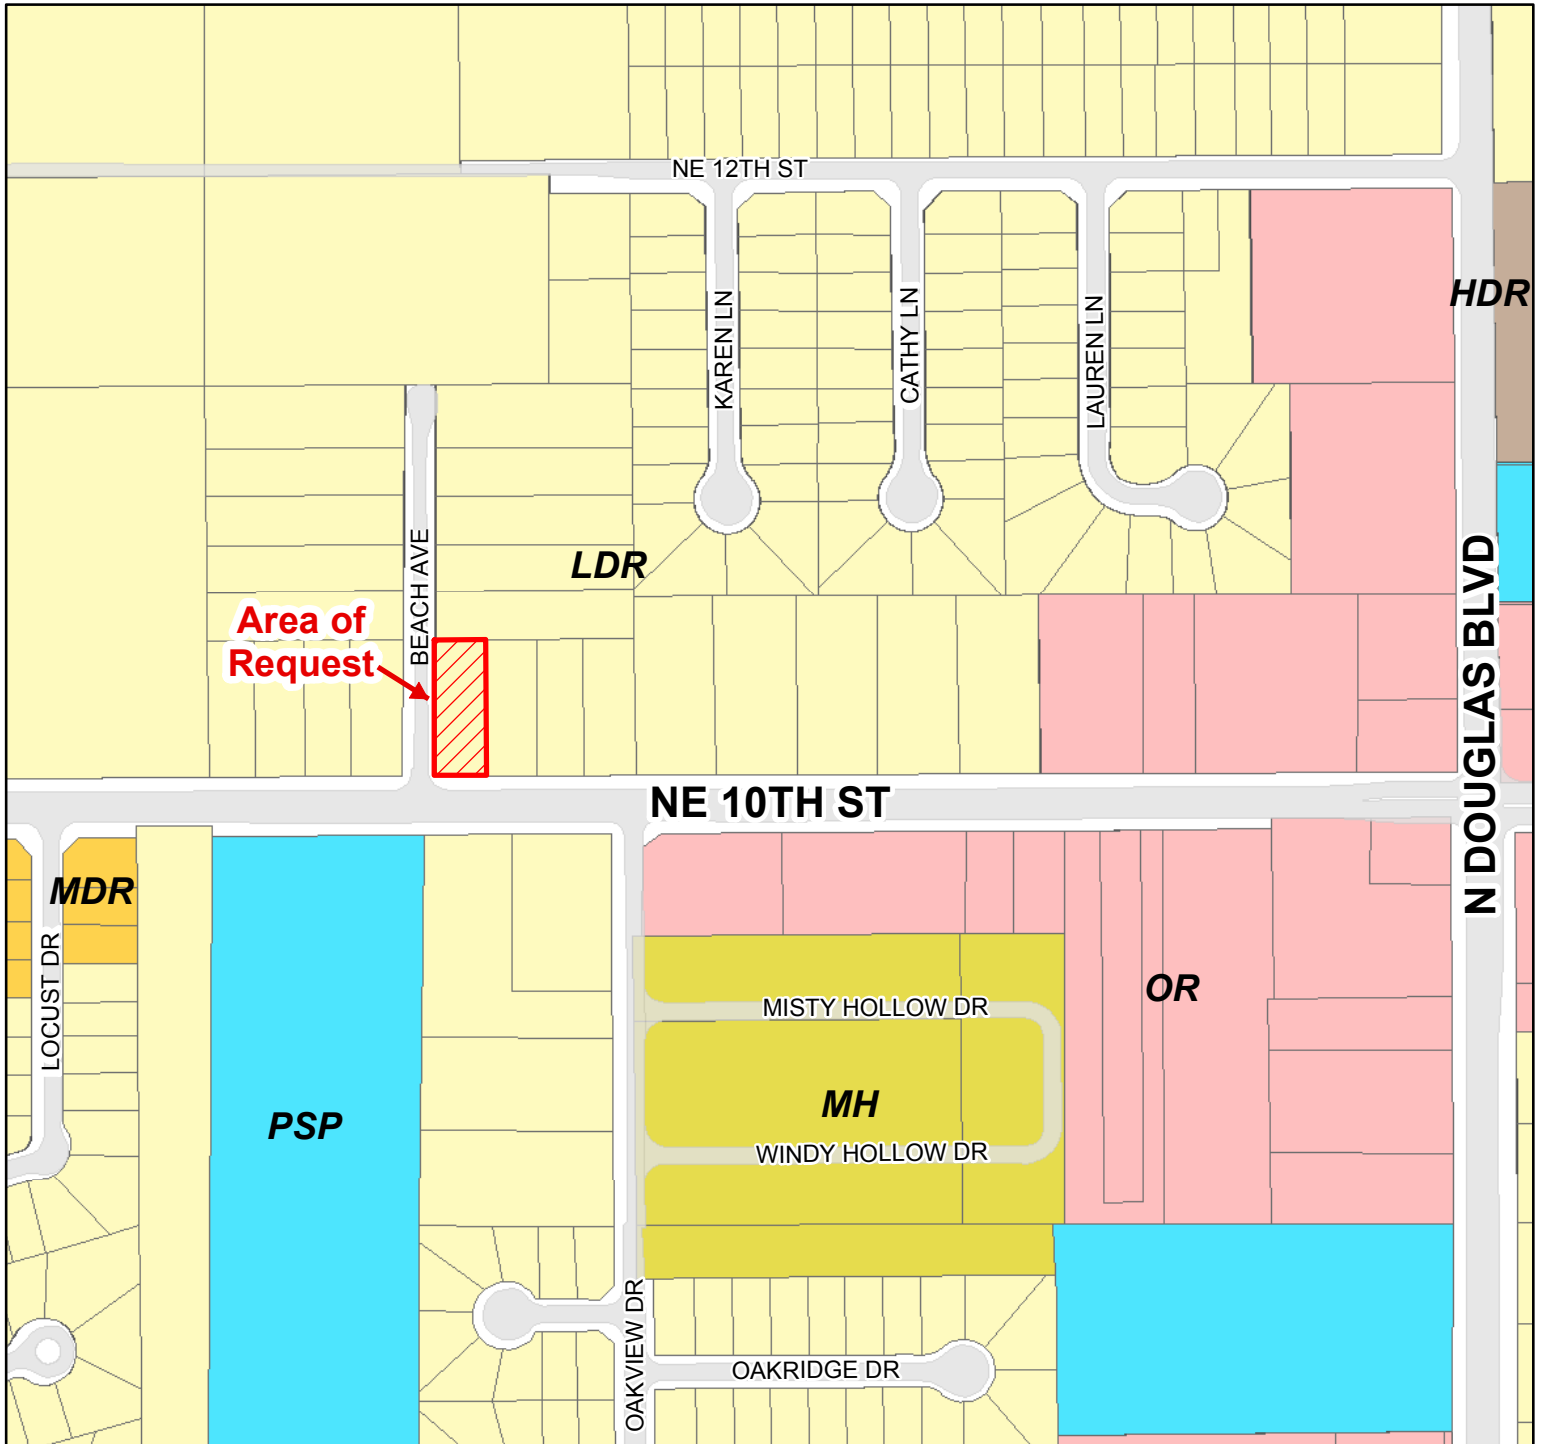 NE 12TH ST
HDR
KAREN LN
CATHY LN
LAUREN LN
BEACH AVE
LDR
Area of
Request
N DOUGLAS BLVD
NE 10TH ST
MDR
LOCUST DR
OR
MISTY HOLLOW DR
MH
PSP
WINDY HOLLOW DR
OAKVIEW DR
OAKRIDGE DR